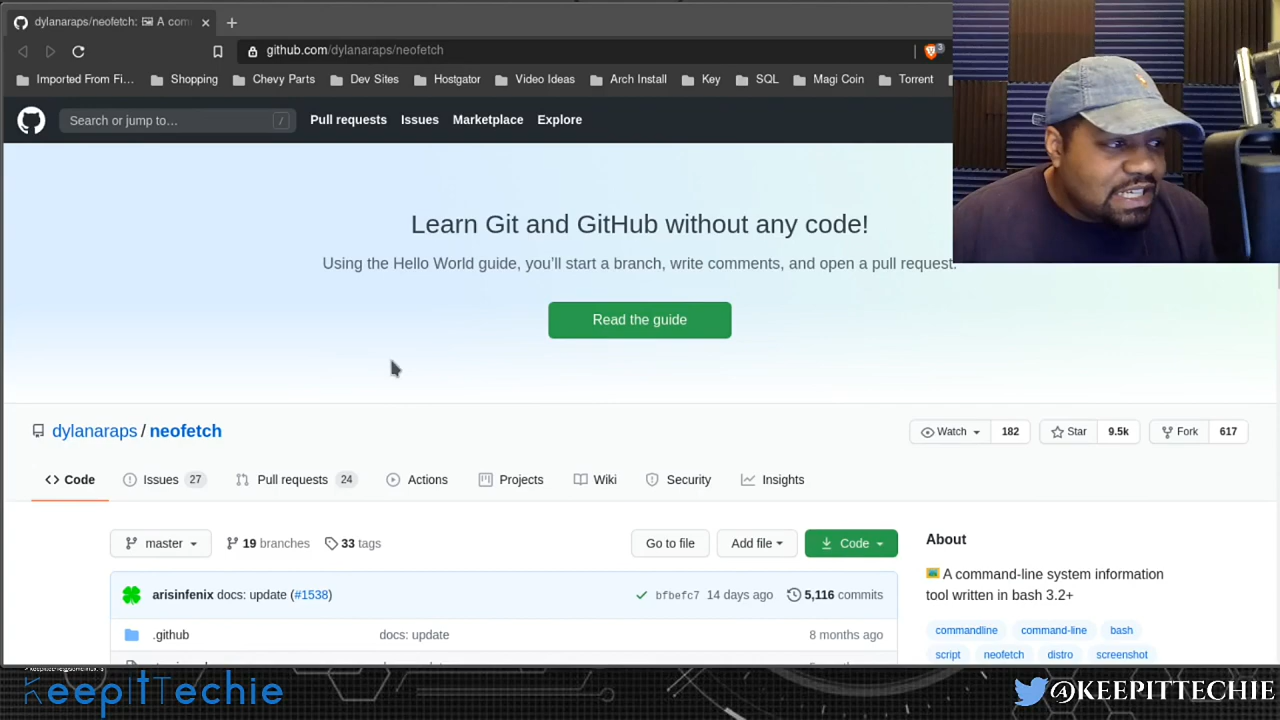 dylanaraps/neofetch: 🖼 A com
github.com/dylanaraps/neofetch
3
Imported From Fi… Shopping Chevy Parts Dev Sites Homour Video Ideas Arch Install Key SQL Magi Coin Torrent
Search or jump to… / Pull requests Issues Marketplace Explore
Learn Git and GitHub without any code!
Using the Hello World guide, you’ll start a branch, write comments, and open a pull request.
Read the guide
dylanaraps / neofetch Watch 182 Star 9.5k Fork 617
Code Issues 27 Pull requests 24 Actions Projects Wiki Security Insights
master 19 branches 33 tags Go to file Add file Code
About
A command-line system information
tool written in bash 3.2+
arisinfenix docs: update (#1538) bfbefc7 14 days ago 5,116 commits
.github docs: update 8 months ago
commandline command-line bash
script neofetch distro screenshot
KeepItTechie
@KEEPITTECHIE